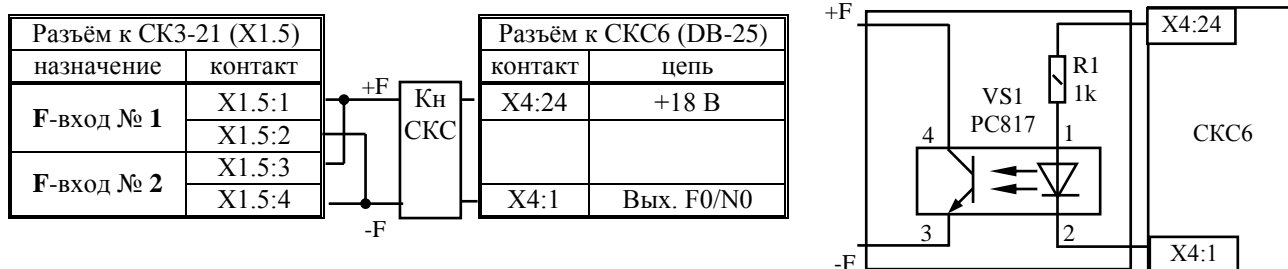 Разъём к СК3-21 (X1.5)
назначение контакт
F-вход № 1
X1.5:1
X1.5:2
F-вход № 2
X1.5:3
X1.5:4
+F
-F
Кн
СКС
Разъём к СКС6 (DB-25)
контакт цепь
X4:24 +18 В
X4:1 Вых. F0/N0
+F
X4:24
R1
1k
VS1
PC817
4
1
СКС6
3
2
-F
X4:1